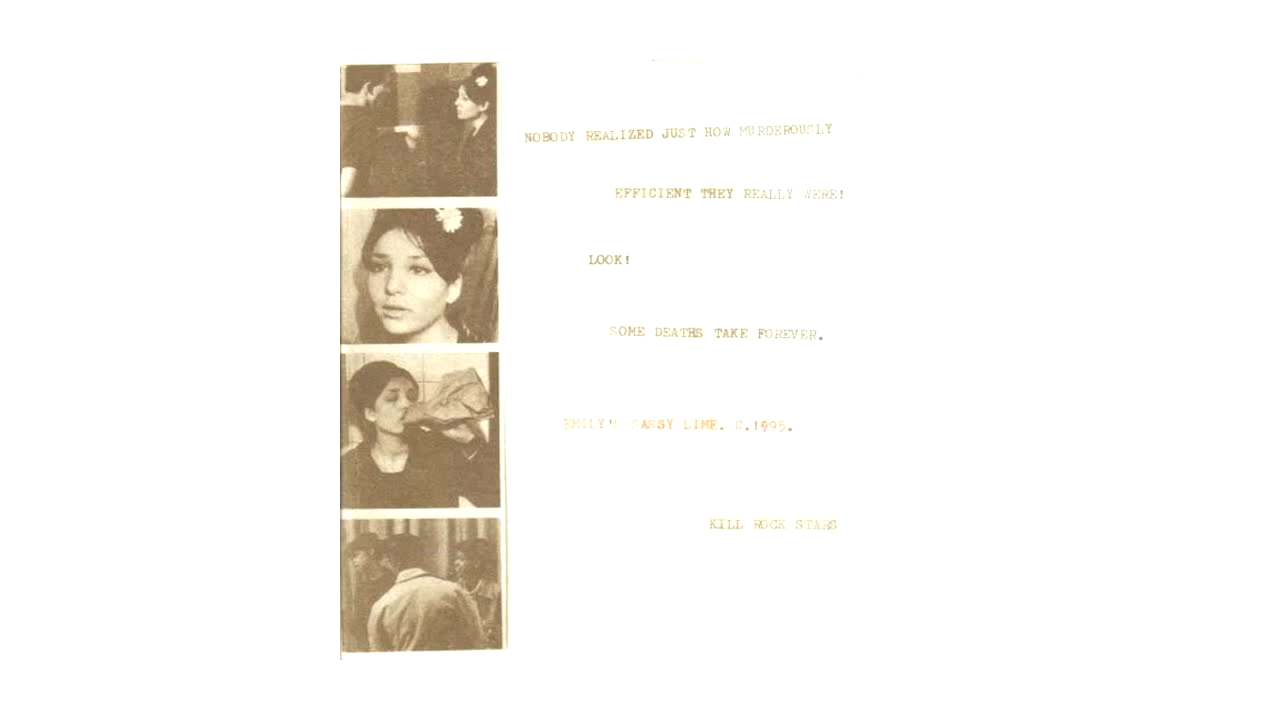 NOBODY REALIZED JUST HOW MURDEROUSLY
EFFICIENT THEY REALLY WERE!
LOOK!
SOME DEATHS TAKE FOREVER.
EMILY'S SASSY LIME. C.1995.
KILL ROCK STARS